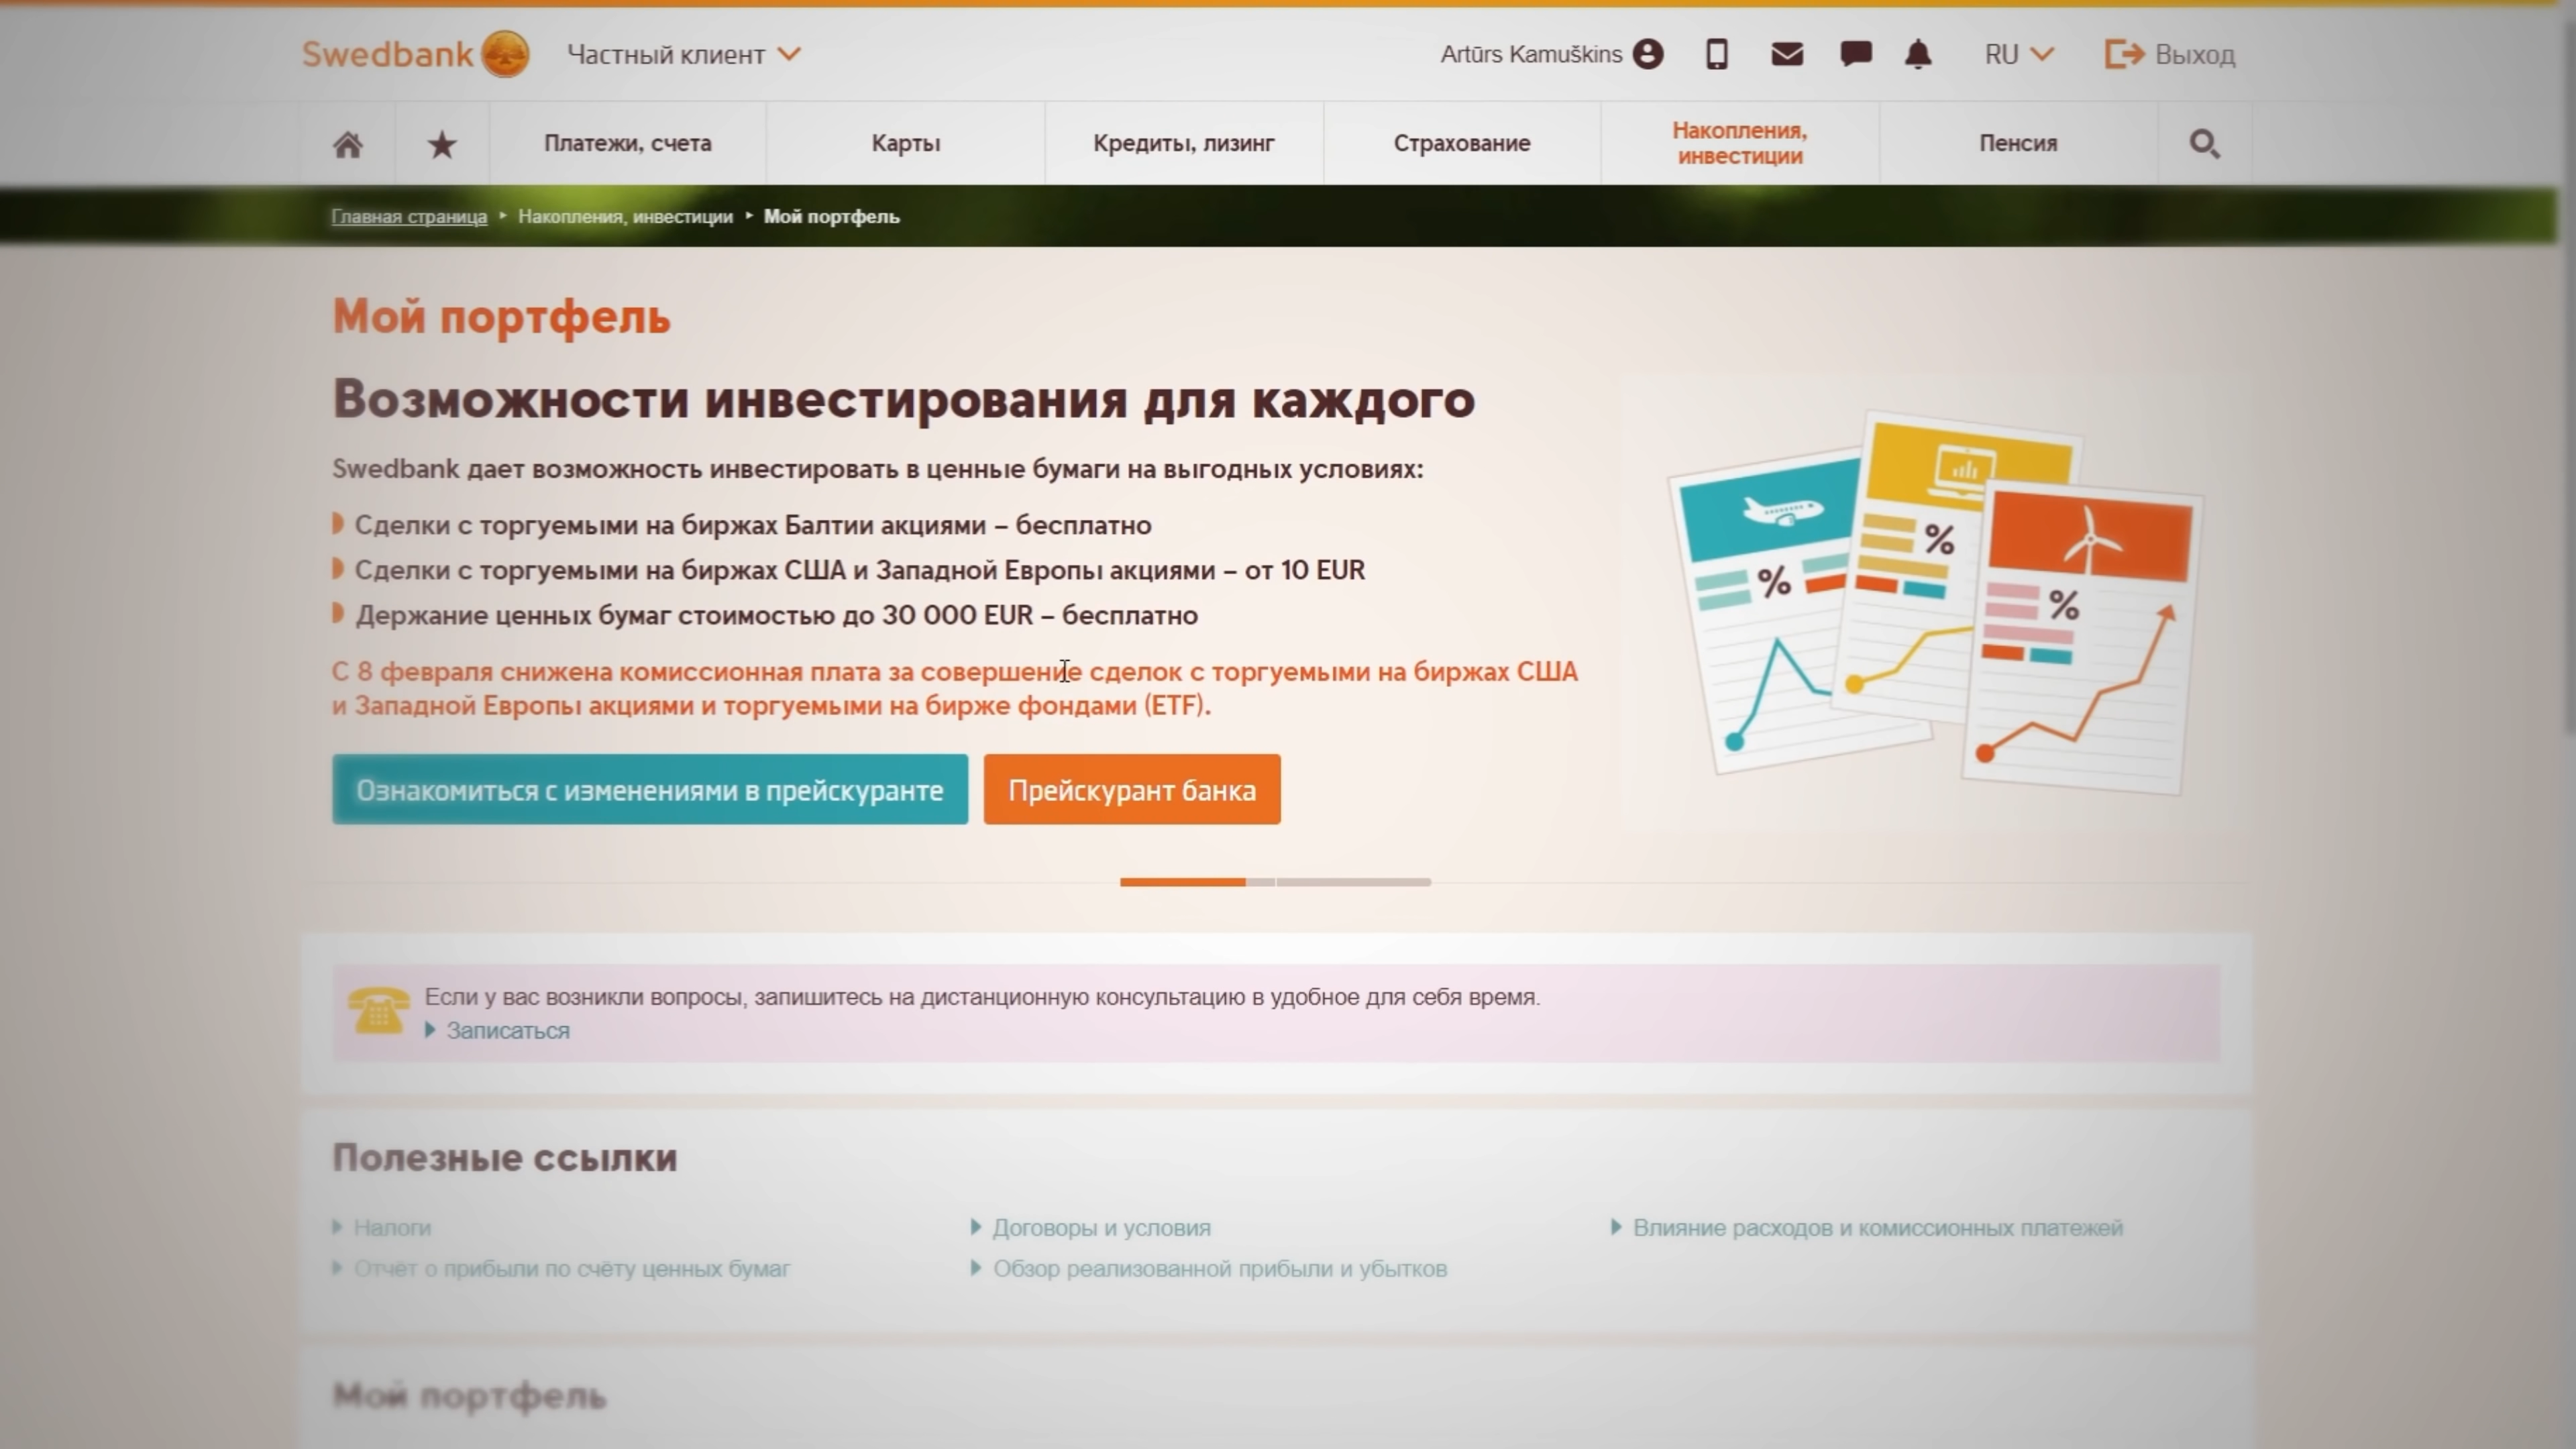 Swedbank
Частный клиент
Artūrs Kamuškins
RU
Выход
Платежи, счета
Карты
Кредиты, лизинг
Страхование
Накопления,
инвестиции
Пенсия
Главная страница
Накопления, инвестиции
Мой портфель
Мой портфель
Возможности инвестирования для каждого
Swedbank дает возможность инвестировать в ценные бумаги на выгодных условиях:
Сделки с торгуемыми на биржах Балтии акциями – бесплатно
Сделки с торгуемыми на биржах США и Западной Европы акциями – от 10 EUR
Держание ценных бумаг стоимостью до 30 000 EUR – бесплатно
С 8 февраля снижена комиссионная плата за совершение сделок с торгуемыми на биржах США
и Западной Европы акциями и торгуемыми на бирже фондами (ETF).
Ознакомиться с изменениями в прейскуранте
Прейскурант банка
%
%
%
Если у вас возникли вопросы, запишитесь на дистанционную консультацию в удобное для себя время.
Записаться
Полезные ссылки
Налоги
Договоры и условия
Влияние расходов и комиссионных платежей
Отчёт о прибыли по счёту ценных бумаг
Обзор реализованной прибыли и убытков
Мой портфель